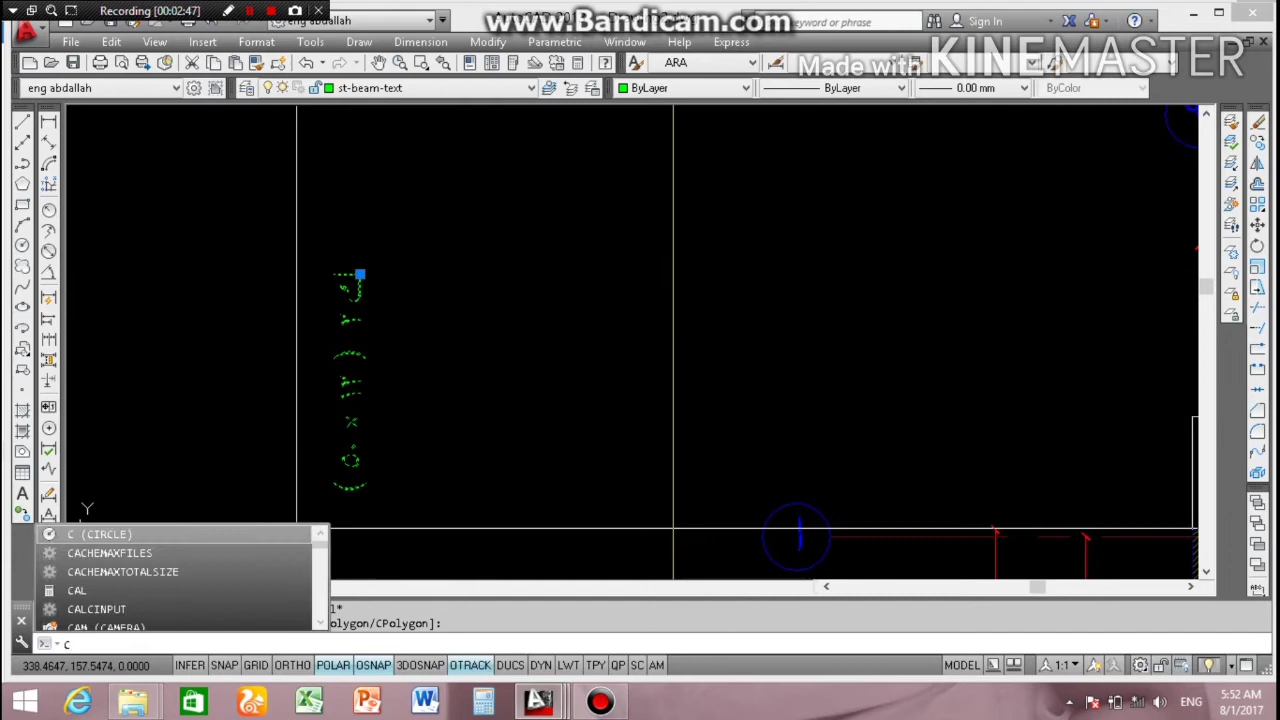 Recording [00:02:47]
eng abdallah
www.Bandicam.com
or phrase
Sign In
File Edit View Insert Format Tools Draw Dimension Modify Parametric Window Help Express
ARA
Made with KINEMASTER
eng abdallah
st-beam-text
ByLayer
ByLayer
0.00 mm
ByColor
Y
C (CIRCLE)
CACHEMAXFILES
CACHEMAXTOTALSIZE
CAL
CALCINPUT
CAM (CAMERA)
l*
olygon/CPolygon]:
C
338.4647, 157.5474, 0.0000
INFER SNAP GRID ORTHO POLAR OSNAP 3DOSNAP OTRACK DUCS DYN LWT TPY QP SC AM
MODEL
1:1
ENG
5:52 AM
8/1/2017